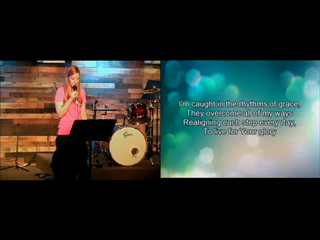 I'm caught in the rhythms of grace,
They overcome all of my ways,
Realigning each step every day,
To live for Your glory